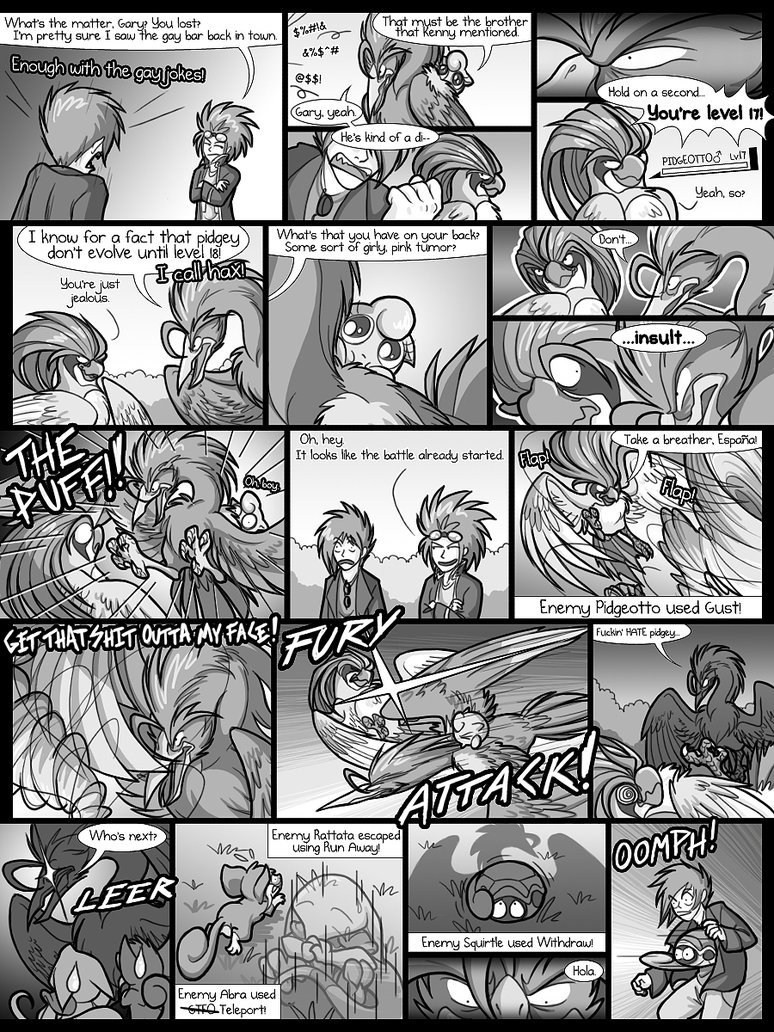 What's the matter, Gary? You lost?
I'm pretty sure I saw the gay bar back in town.
Enough with the gay jokes!
$%#!&
&%$^#
@$$!
That must be the brother
that Kenny mentioned.
Gary, yeah.
He's kind of a di--
Hold on a second...
You're level 17!
PIDGEOTTO♂ Lv17
Yeah, so?
I know for a fact that pidgey
don't evolve until level 18!
I call hax!
You're just
jealous.
What's that you have on your back?
Some sort of girly, pink tumor?
Don't...
...insult...
THE
PUFF!!
Oh boy.
Oh, hey.
It looks like the battle already started.
Take a breather, España!
Flap!
Flap!
Enemy Pidgeotto used Gust!
GET THAT SHIT OUTTA MY FACE!
FURY
ATTACK!
Fuckin' HATE pidgey...
Who's next?
LEER
Enemy Rattata escaped
using Run Away!
Enemy Abra used
GTFO Teleport!
Enemy Squirtle used Withdraw!
Hola.
OOMPH!